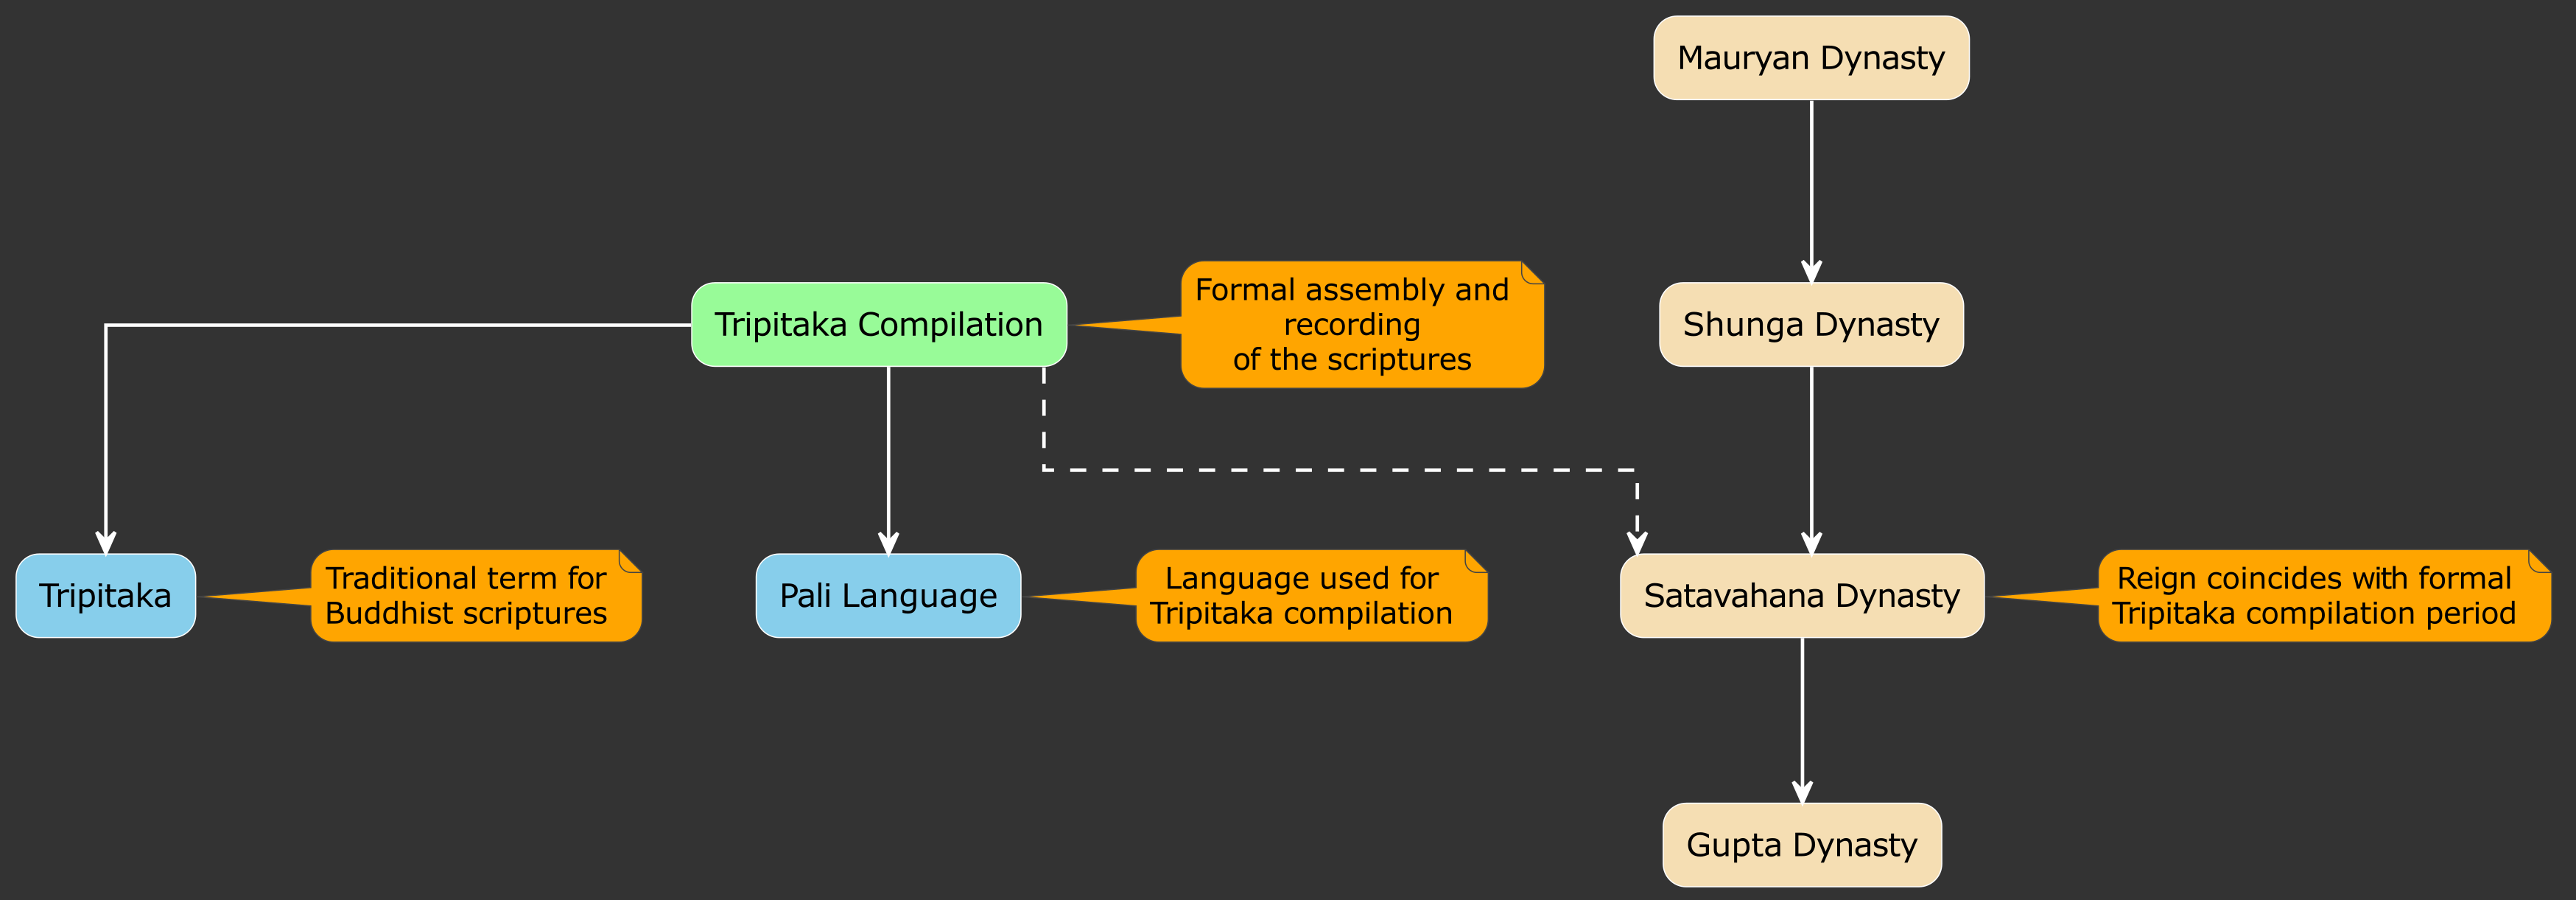 Mauryan Dynasty
Tripitaka Compilation
Formal assembly and
recording
of the scriptures
Shunga Dynasty
Tripitaka
Traditional term for
Buddhist scriptures
Pali Language
Language used for
Tripitaka compilation
Satavahana Dynasty
Reign coincides with formal
Tripitaka compilation period
Gupta Dynasty